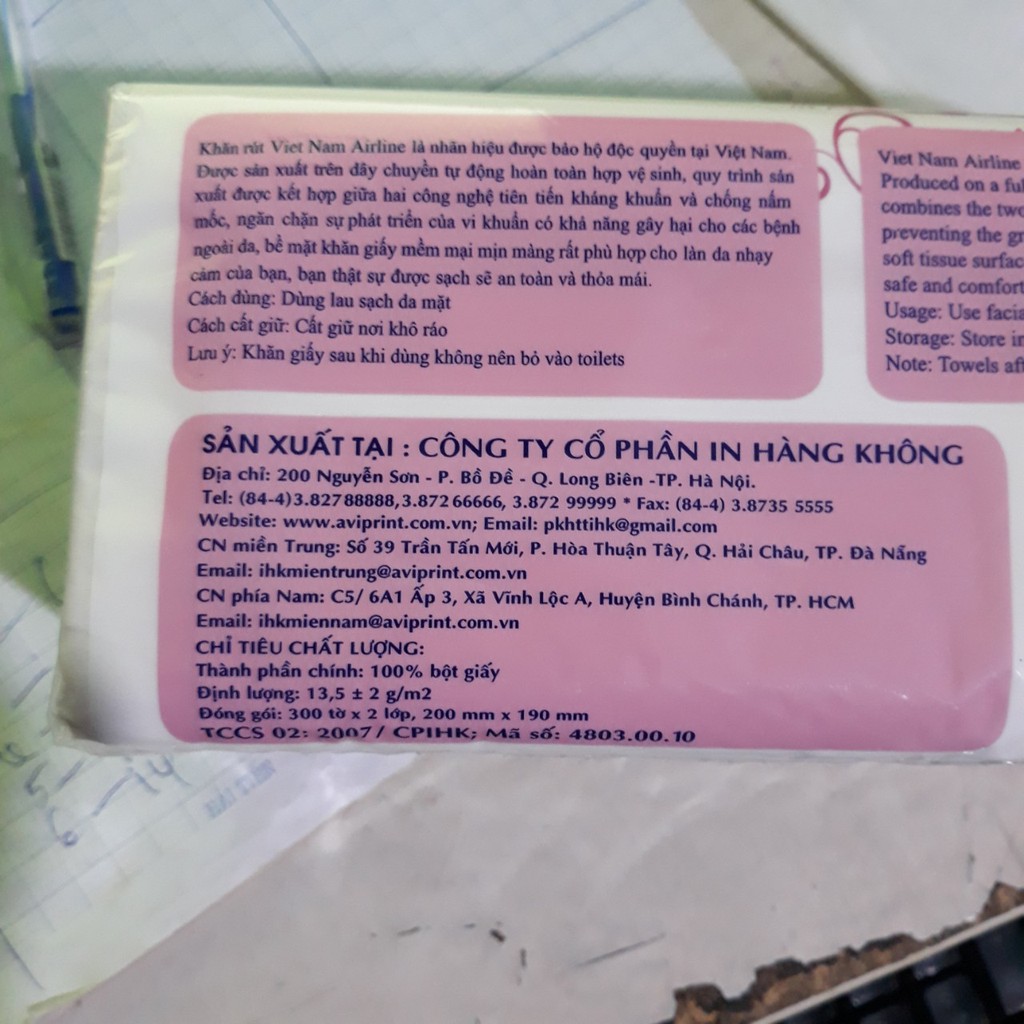 Khăn rút Viet Nam Airline là nhãn hiệu được bảo hộ độc quyền tại Việt Nam.
Được sản xuất trên dây chuyền tự động hoàn toàn hợp vệ sinh, quy trình sản
xuất được kết hợp giữa hai công nghệ tiên tiến kháng khuẩn và chống nấm
mốc, ngăn chặn sự phát triển của vi khuẩn có khả năng gây hại cho các bệnh
ngoài da, bề mặt khăn giấy mềm mại mịn màng rất phù hợp cho làn da nhạy
cảm của bạn, bạn thật sự được sạch sẽ an toàn và thỏa mái.
Cách dùng: Dùng lau sạch da mặt
Cách cất giữ: Cất giữ nơi khô ráo
Lưu ý: Khăn giấy sau khi dùng không nên bỏ vào toilets
Viet Nam Airline
Produced on a ful
combines the two
preventing the gr
soft tissue surfac
safe and comfort
Usage: Use facia
Storage: Store in
Note: Towels aft
SẢN XUẤT TẠI : CÔNG TY CỔ PHẦN IN HÀNG KHÔNG
Địa chỉ: 200 Nguyễn Sơn - P. Bồ Đề - Q. Long Biên -TP. Hà Nội.
Tel: (84-4)3.82788888,3.872 66666, 3.872 99999 * Fax: (84-4) 3.8735 5555
Website: www.aviprint.com.vn; Email: pkhttihk@gmail.com
CN miền Trung: Số 39 Trần Tấn Mới, P. Hòa Thuận Tây, Q. Hải Châu, TP. Đà Nẵng
Email: ihkmientrung@aviprint.com.vn
CN phía Nam: C5/ 6A1 Ấp 3, Xã Vĩnh Lộc A, Huyện Bình Chánh, TP. HCM
Email: ihkmiennam@aviprint.com.vn
CHỈ TIÊU CHẤT LƯỢNG:
Thành phần chính: 100% bột giấy
Định lượng: 13,5 ± 2 g/m2
Đóng gói: 300 tờ x 2 lớp, 200 mm x 190 mm
TCCS 02: 2007/ CPIHK; Mã số: 4803.00.10